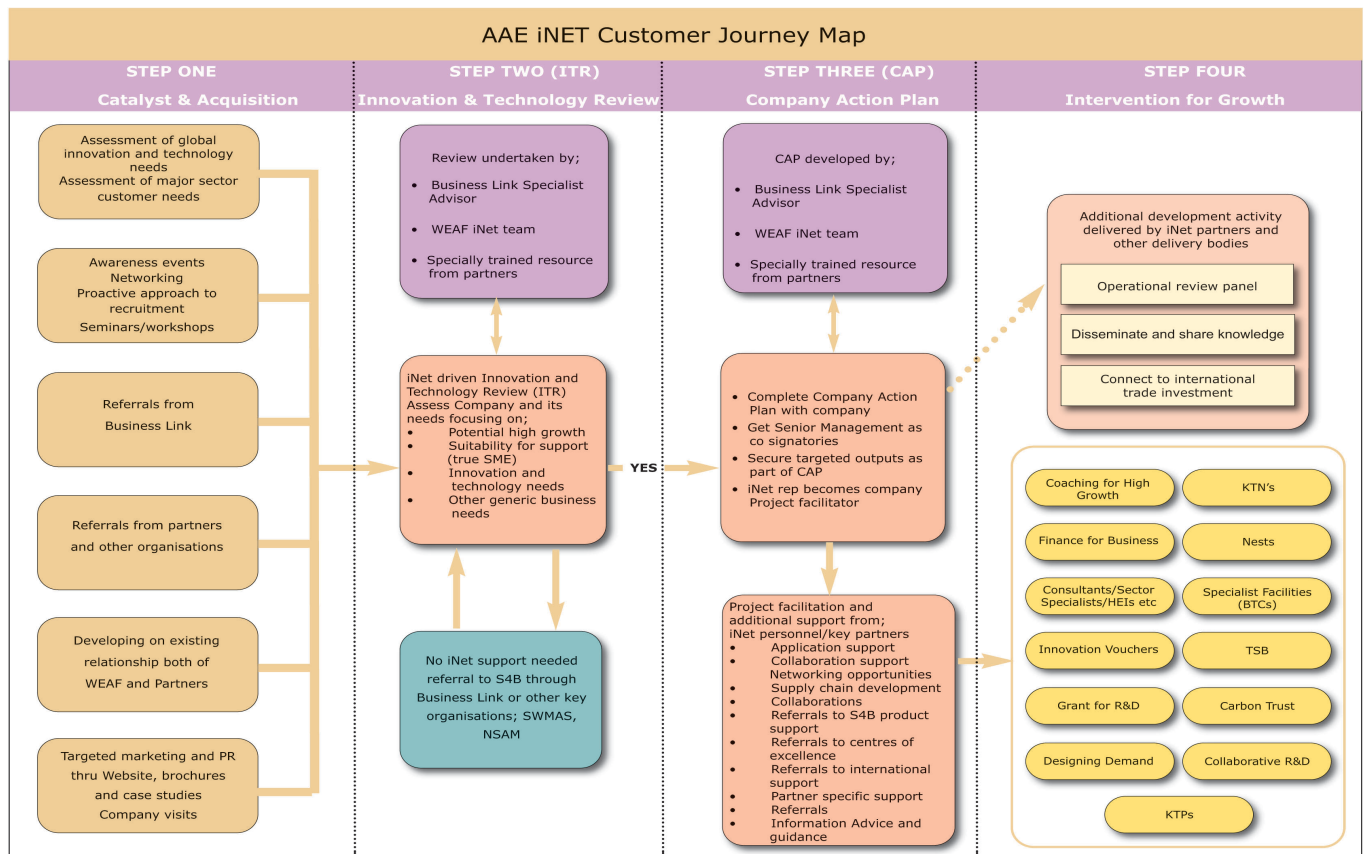 AAE iNET Customer Journey Map
STEP ONE
Catalyst & Acquisition
STEP TWO (ITR)
Innovation & Technology Review
STEP THREE (CAP)
Company Action Plan
STEP FOUR
Intervention for Growth
Assessment of global
innovation and technology
needs
Assessment of major sector
customer needs
Awareness events
Networking
Proactive approach to
recruitment
Seminars/workshops
Referrals from
Business Link
Referrals from partners
and other organisations
Developing on existing
relationship both of
WEAF and Partners
Targeted marketing and PR
thru Website, brochures
and case studies
Company visits
Review undertaken by;
• Business Link Specialist
Advisor
• WEAF iNet team
• Specially trained resource
from partners
iNet driven Innovation and
Technology Review (ITR)
Assess Company and its
needs focusing on;
• Potential high growth
• Suitability for support
(true SME)
• Innovation and
technology needs
• Other generic business
needs
YES
No iNet support needed
referral to S4B through
Business Link or other key
organisations; SWMAS,
NSAM
CAP developed by;
• Business Link Specialist
Advisor
• WEAF iNet team
• Specially trained resource
from partners
• Complete Company Action
Plan with company
• Get Senior Management as
co signatories
• Secure targeted outputs as
part of CAP
• iNet rep becomes company
Project facilitator
Project facilitation and
additional support from;
iNet personnel/key partners
• Application support
• Collaboration support
Networking opportunities
• Supply chain development
• Collaborations
• Referrals to S4B product
support
• Referrals to centres of
excellence
• Referrals to international
support
• Partner specific support
• Referrals
• Information Advice and
guidance
Additional development activity
delivered by iNet partners and
other delivery bodies
Operational review panel
Disseminate and share knowledge
Connect to international
trade investment
Coaching for High
Growth
KTN's
Finance for Business
Nests
Consultants/Sector
Specialists/HEIs etc
Specialist Facilities
(BTCs)
Innovation Vouchers
TSB
Grant for R&D
Carbon Trust
Designing Demand
Collaborative R&D
KTPs